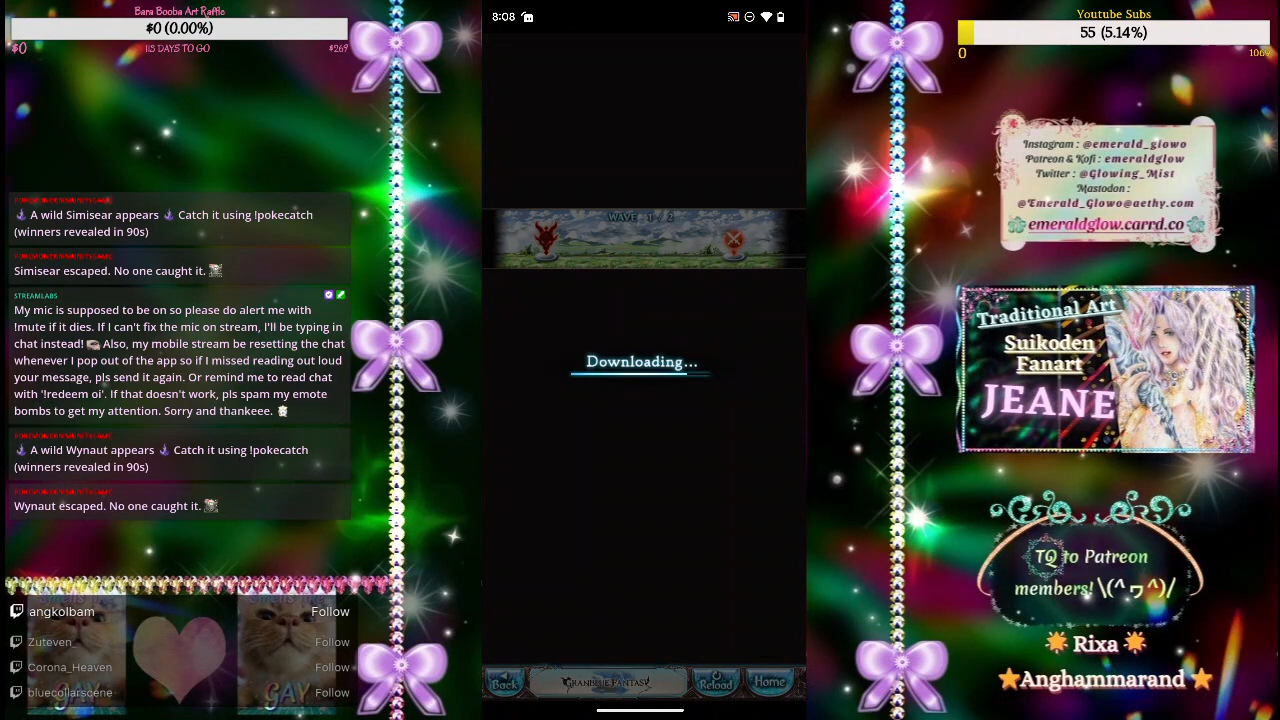 Bara Booba Art Raffle
$0 (0.00%)
$0
115 DAYS TO GO
$269
A wild Simisear appears Catch it using !pokecatch
(winners revealed in 90s)
Simisear escaped. No one caught it.
STREAMLABS
My mic is supposed to be on so please do alert me with
!mute if it dies. If I can't fix the mic on stream, I'll be typing in
chat instead! Also, my mobile stream be resetting the chat
whenever I pop out of the app so if I missed reading out loud
your message, pls send it again. Or remind me to read chat
with '!redeem oi'. If that doesn't work, pls spam my emote
bombs to get my attention. Sorry and thankeee.
A wild Wynaut appears Catch it using !pokecatch
(winners revealed in 90s)
Wynaut escaped. No one caught it.
angkolbam Follow
Zuteven_ Follow
Corona_Heaven Follow
bluecollarscene Follow
GAY
GAY
8:08
WAVE 1 / 2
Downloading...
Back
GRANBLUE FANTASY
Reload
Home
Youtube Subs
55 (5.14%)
0
1069
Instagram : @emerald_glowo
Patreon & Kofi : emeraldglow
Twitter : @Glowing_Mist
Mastodon :
@Emerald_Glowo@aethy.com
emeraldglow.carrd.co
Traditional Art
Suikoden
Fanart
JEANE
TQ to Patreon
members! \(^ヮ^)/
Rixa
Anghammarand